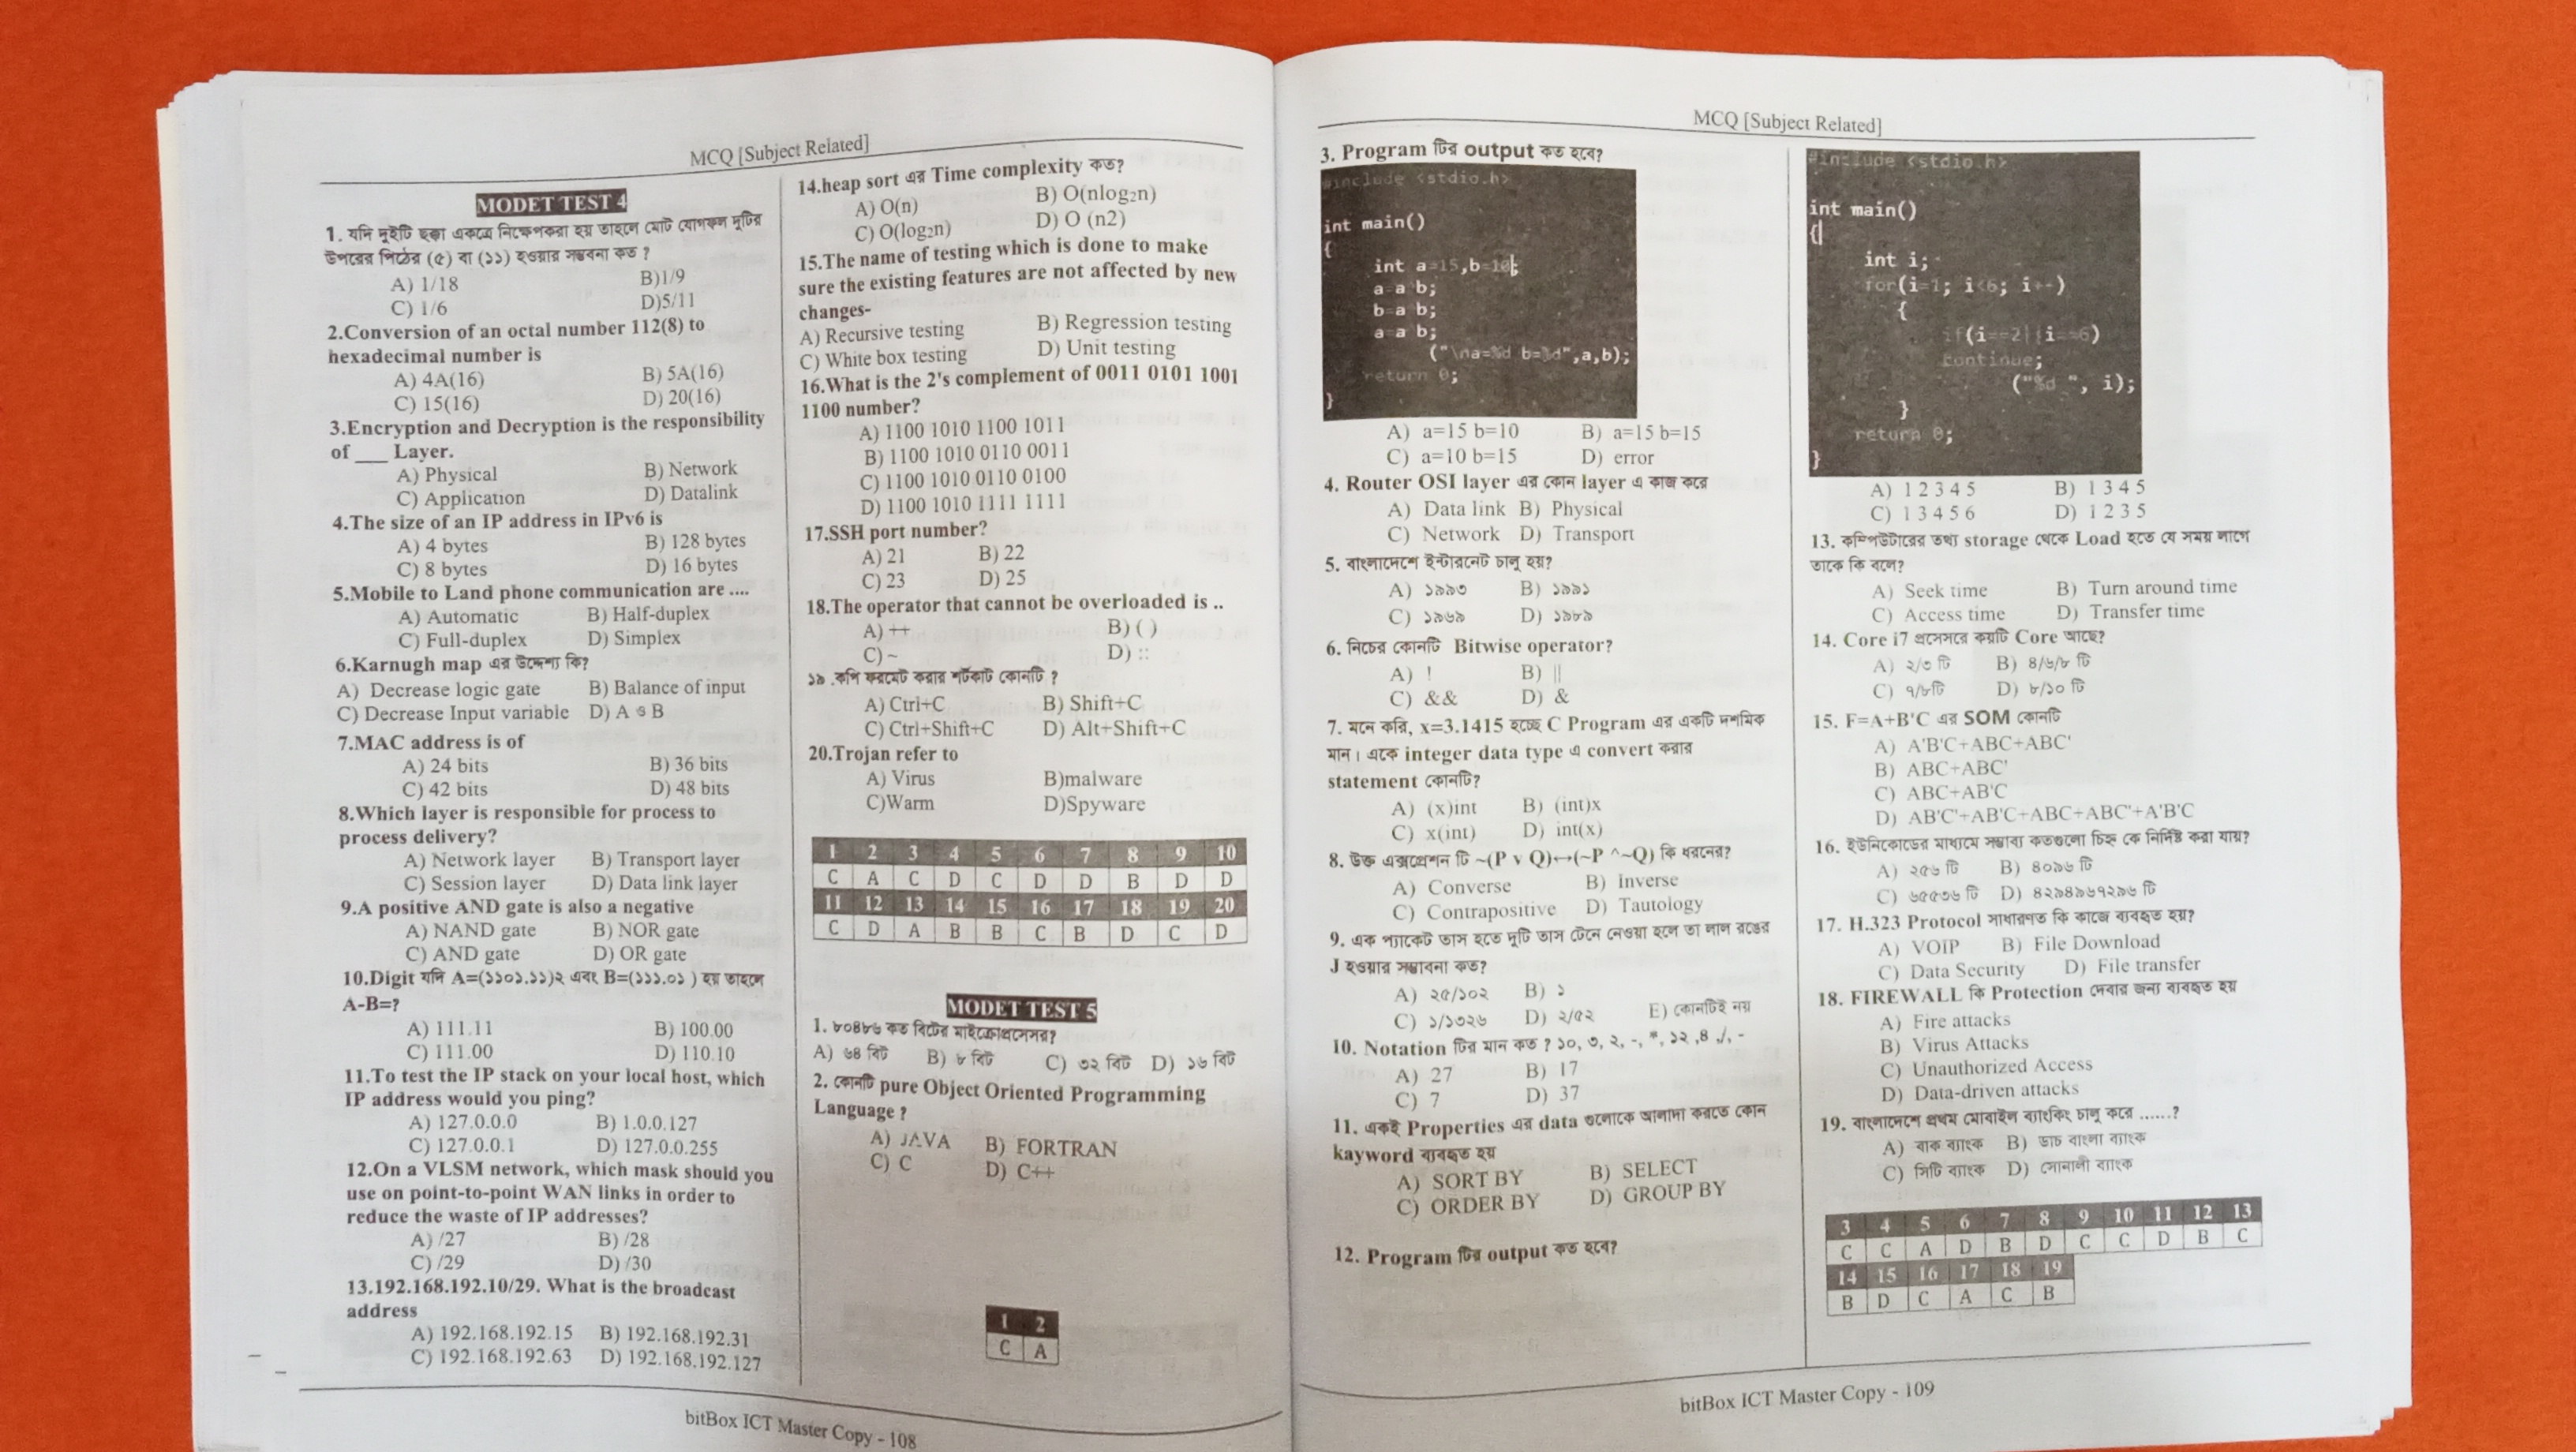 MCQ [Subject Related]
MODET TEST 4
1. যদি দুইটি ছক্কা একত্রে নিক্ষেপকরা হয় তাহলে মোট যোগফল দুটির
উপরের পিঠের (৫) বা (১১) হওয়ার সম্ভবনা কত ?
A) 1/18 B)1/9
C) 1/6 D)5/11
2.Conversion of an octal number 112(8) to
hexadecimal number is
A) 4A(16) B) 5A(16)
C) 15(16) D) 20(16)
3.Encryption and Decryption is the responsibility
of ___ Layer.
A) Physical B) Network
C) Application D) Datalink
4.The size of an IP address in IPv6 is
A) 4 bytes B) 128 bytes
C) 8 bytes D) 16 bytes
5.Mobile to Land phone communication are ....
A) Automatic B) Half-duplex
C) Full-duplex D) Simplex
6.Karnugh map এর উদ্দেশ্য কি?
A) Decrease logic gate B) Balance of input
C) Decrease Input variable D) A ও B
7.MAC address is of
A) 24 bits B) 36 bits
C) 42 bits D) 48 bits
8.Which layer is responsible for process to
process delivery?
A) Network layer B) Transport layer
C) Session layer D) Data link layer
9.A positive AND gate is also a negative
A) NAND gate B) NOR gate
C) AND gate D) OR gate
10.Digit যদি A=(১১০১.১১)২ এবং B=(১১১.০১ ) হয় তাহলে
A-B=?
A) 111.11 B) 100.00
C) 111.00 D) 110.10
11.To test the IP stack on your local host, which
IP address would you ping?
A) 127.0.0.0 B) 1.0.0.127
C) 127.0.0.1 D) 127.0.0.255
12.On a VLSM network, which mask should you
use on point-to-point WAN links in order to
reduce the waste of IP addresses?
A) /27 B) /28
C) /29 D) /30
13.192.168.192.10/29. What is the broadcast
address
A) 192.168.192.15 B) 192.168.192.31
C) 192.168.192.63 D) 192.168.192.127
14.heap sort এর Time complexity কত?
A) O(n) B) O(nlog₂n)
C) O(log₂n) D) O (n2)
15.The name of testing which is done to make
sure the existing features are not affected by new
changes-
A) Recursive testing B) Regression testing
C) White box testing D) Unit testing
16.What is the 2's complement of 0011 0101 1001
1100 number?
A) 1100 1010 1100 1011
B) 1100 1010 0110 0011
C) 1100 1010 0110 0100
D) 1100 1010 1111 1111
17.SSH port number?
A) 21 B) 22
C) 23 D) 25
18.The operator that cannot be overloaded is ..
A) ++ B) ( )
C) ~ D) ::
১৯ .কপি ফরমেট করার শর্টকাট কোনটি ?
A) Ctrl+C B) Shift+C
C) Ctrl+Shift+C D) Alt+Shift+C
20.Trojan refer to
A) Virus B)malware
C)Warm D)Spyware
1 2 3 4 5 6 7 8 9 10
C A C D C D D B D D
11 12 13 14 15 16 17 18 19 20
C D A B B C B D C D
MODET TEST 5
1. ৮০৪৮৬ কত বিটের মাইক্রোপ্রসেসর?
A) ৬৪ বিট B) ৮ বিট C) ৩২ বিট D) ১৬ বিট
2. কোনটি pure Object Oriented Programming
Language ?
A) JAVA B) FORTRAN
C) C D) C++
1 2
C A
bitBox ICT Master Copy - 108
MCQ [Subject Related]
3. Program টির output কত হবে?
#include <stdio.h>
int main()
{
int a=15,b=10;
a=a b;
b=a b;
a=a b;
("\na=%d b=%d",a,b);
return 0;
}
A) a=15 b=10 B) a=15 b=15
C) a=10 b=15 D) error
4. Router OSI layer এর কোন layer এ কাজ করে
A) Data link B) Physical
C) Network D) Transport
5. বাংলাদেশে ইন্টারনেট চালু হয়?
A) ১৯৯৩ B) ১৯৯১
C) ১৯৬৯ D) ১৯৮৯
6. নিচের কোনটি Bitwise operator?
A) ! B) ||
C) && D) &
7. মনে করি, x=3.1415 হচ্ছে C Program এর একটি দশমিক
মান। একে integer data type এ convert করার
statement কোনটি?
A) (x)int B) (int)x
C) x(int) D) int(x)
8. উক্ত এক্সপ্রেশন টি ~(P v Q)↔(~P ^~Q) কি ধরনের?
A) Converse B) Inverse
C) Contrapositive D) Tautology
9. এক প্যাকেট তাস হতে দুটি তাস টেনে নেওয়া হলে তা লাল রঙের
J হওয়ার সম্ভাবনা কত?
A) ২৫/১০২ B) ১
C) ১/১৩২৬ D) ২/৫২ E) কোনটিই নয়
10. Notation টির মান কত ? ১০, ৩, ২, -, *, ১২ ,৪ ,/, -
A) 27 B) 17
C) 7 D) 37
11. একই Properties এর data গুলোকে আলাদা করতে কোন
kayword ব্যবহৃত হয়
A) SORT BY B) SELECT
C) ORDER BY D) GROUP BY
12. Program টির output কত হবে?
#include <stdio.h>
int main()
{
int i;
for(i=1; i<6; i++)
{
if(i==2||i==6)
continue;
("%d ", i);
}
return 0;
}
A) 1 2 3 4 5 B) 1 3 4 5
C) 1 3 4 5 6 D) 1 2 3 5
13. কম্পিউটারের তথ্য storage থেকে Load হতে যে সময় লাগে
তাকে কি বলে?
A) Seek time B) Turn around time
C) Access time D) Transfer time
14. Core i7 প্রসেসরে কয়টি Core আছে?
A) ২/৩ টি B) ৪/৬/৮ টি
C) ৭/৮টি D) ৮/১০ টি
15. F=A+B'C এর SOM কোনটি
A) A'B'C+ABC+ABC'
B) ABC+ABC'
C) ABC+AB'C
D) AB'C'+AB'C+ABC+ABC'+A'B'C
16. ইউনিকোডের মাধ্যমে সম্ভাব্য কতগুলো চিহ্ন কে নির্দিষ্ট করা যায়?
A) ২৫৬ টি B) ৪০৯৬ টি
C) ৬৫৫৩৬ টি D) ৪২৯৪৯৬৭২৯৬ টি
17. H.323 Protocol সাধারণত কি কাজে ব্যবহৃত হয়?
A) VOIP B) File Download
C) Data Security D) File transfer
18. FIREWALL কি Protection দেবার জন্য ব্যবহৃত হয়
A) Fire attacks
B) Virus Attacks
C) Unauthorized Access
D) Data-driven attacks
19. বাংলাদেশে প্রথম মোবাইল ব্যাংকিং চালু করে ......?
A) ব্যাক ব্যাংক B) ডাচ বাংলা ব্যাংক
C) সিটি ব্যাংক D) সোনালী ব্যাংক
3 4 5 6 7 8 9 10 11 12 13
C C A D B D C C D B C
14 15 16 17 18 19
B D C A C B
bitBox ICT Master Copy - 109